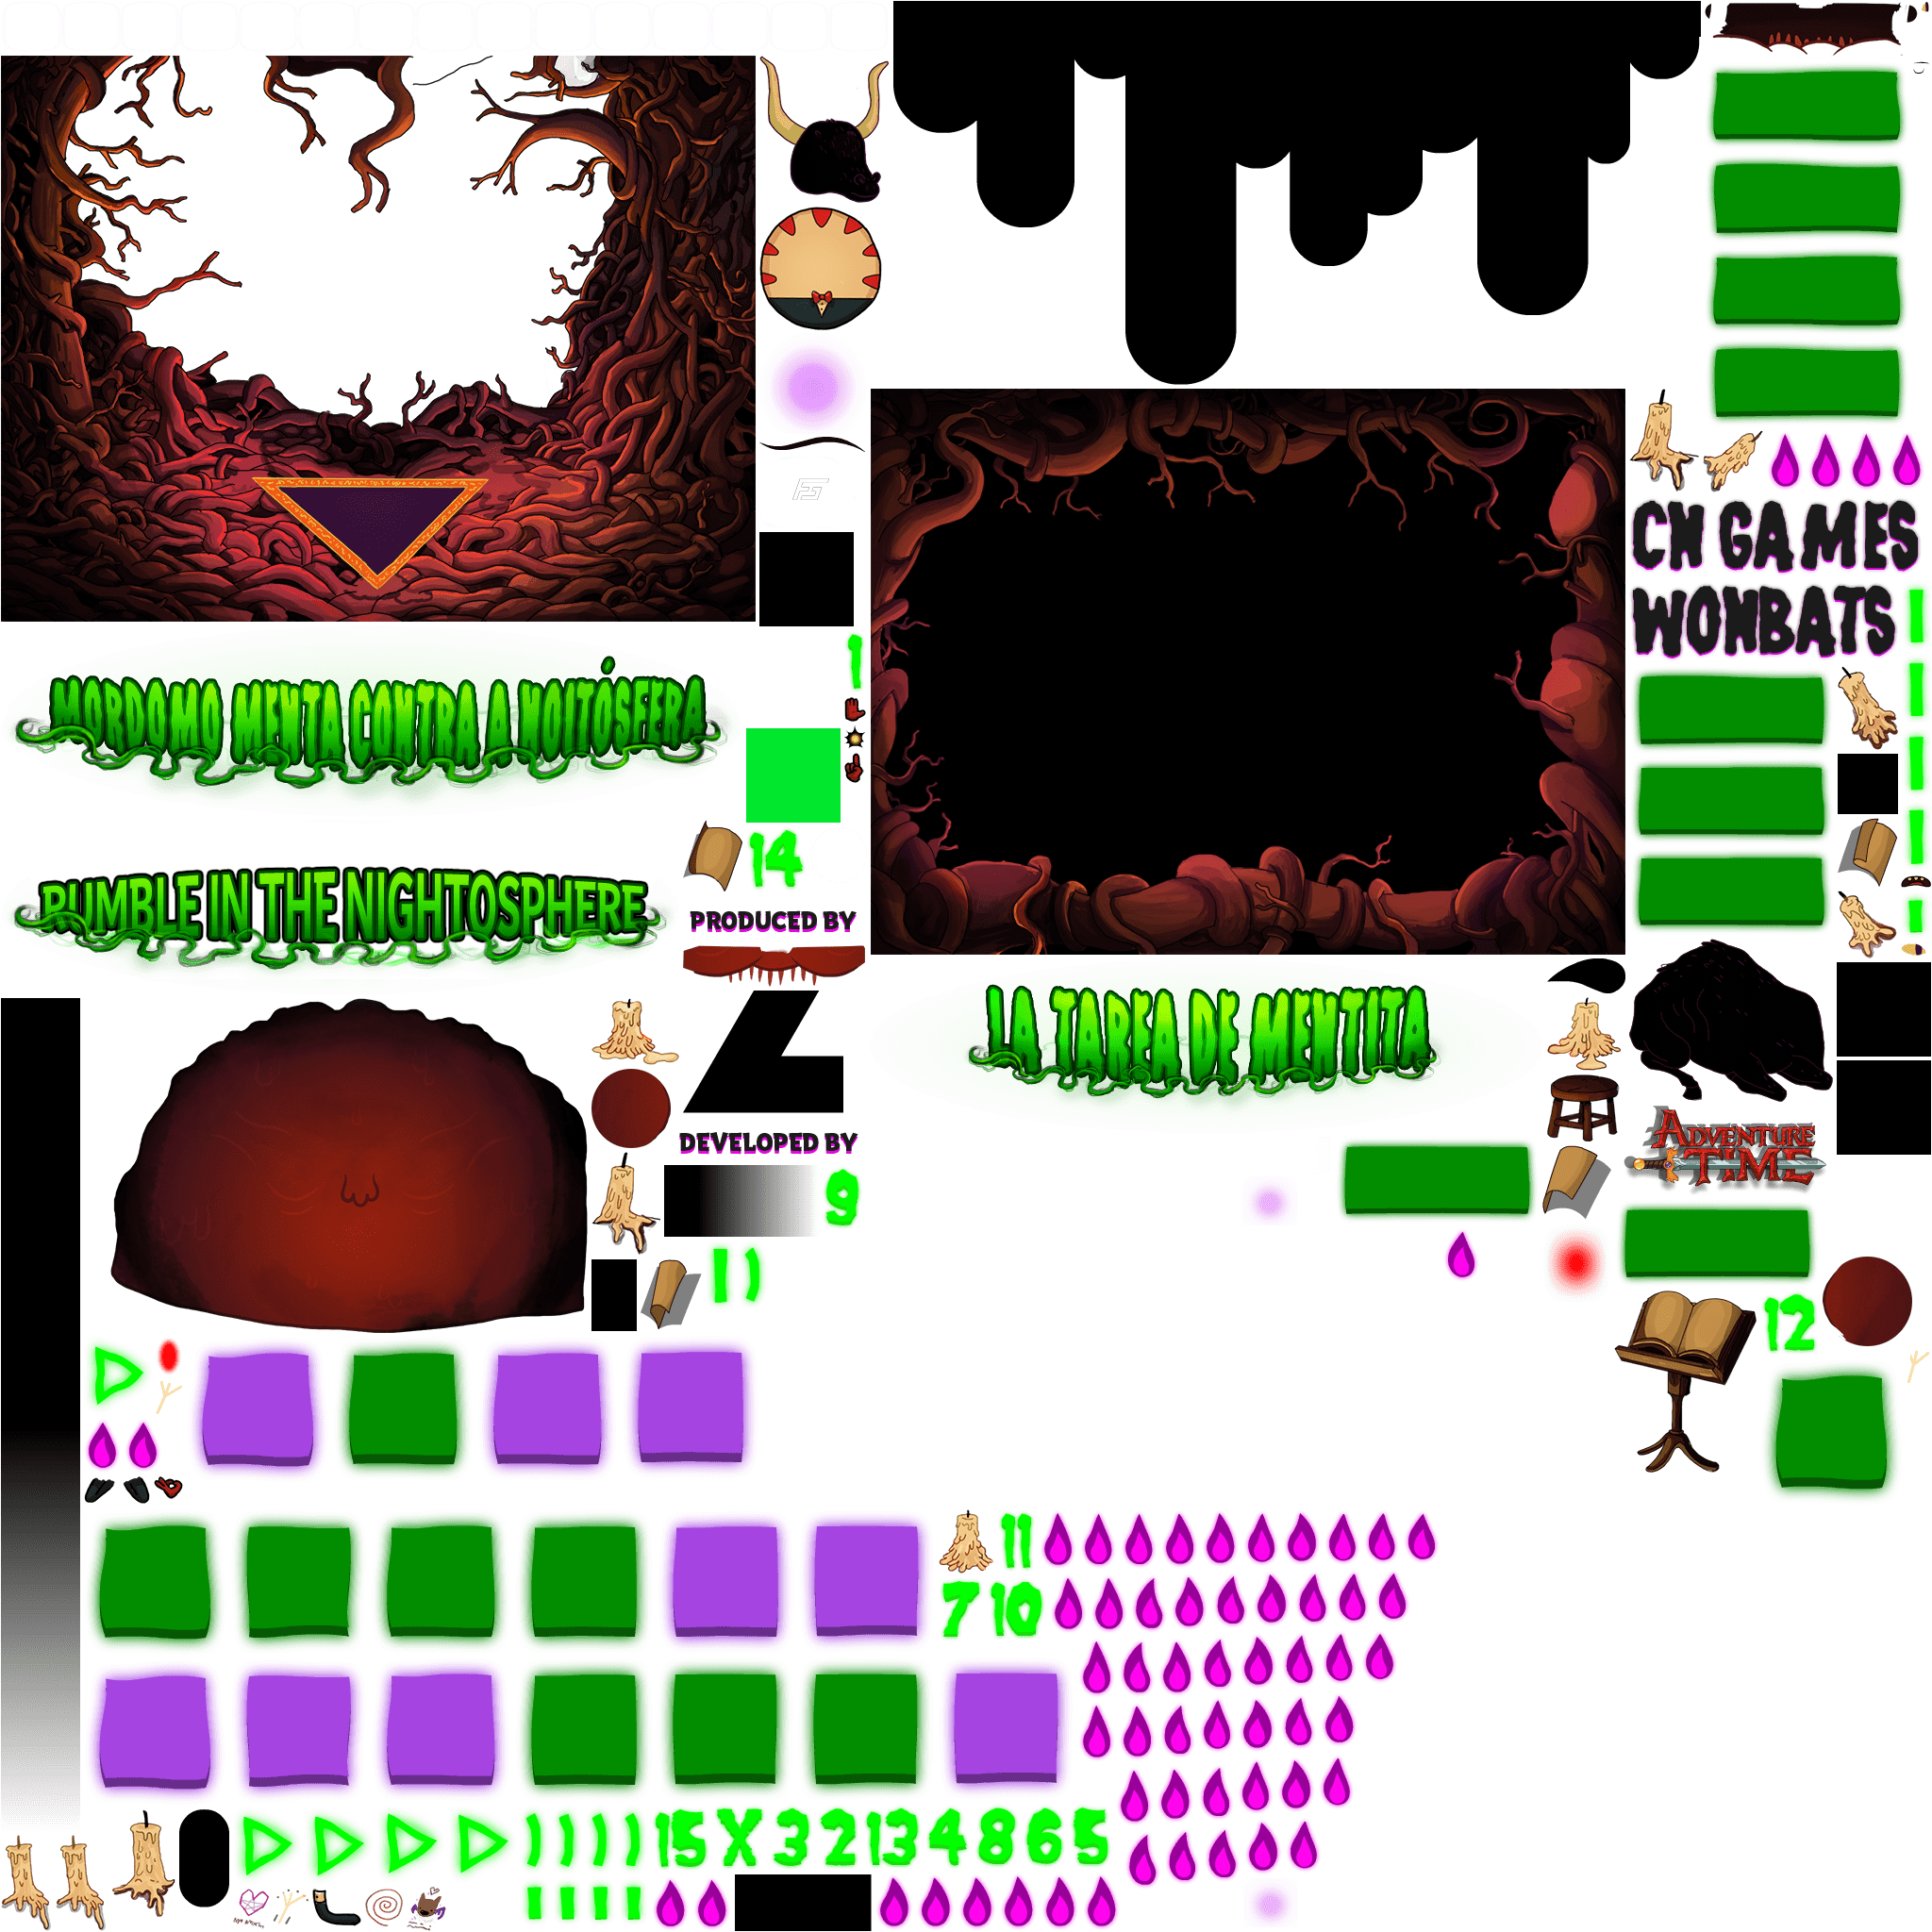 CN GAMES
WOMBATS
1
MORDOMO MENTA CONTRA A NOITÓSFERA
14
RUMBLE IN THE NIGHTOSPHERE
PRODUCED BY
LA TAREA DE MENTITA
ADVENTURE
TIME
DEVELOPED BY
9
12
11
7 10
15 X 3 2 13 4 8 6 5